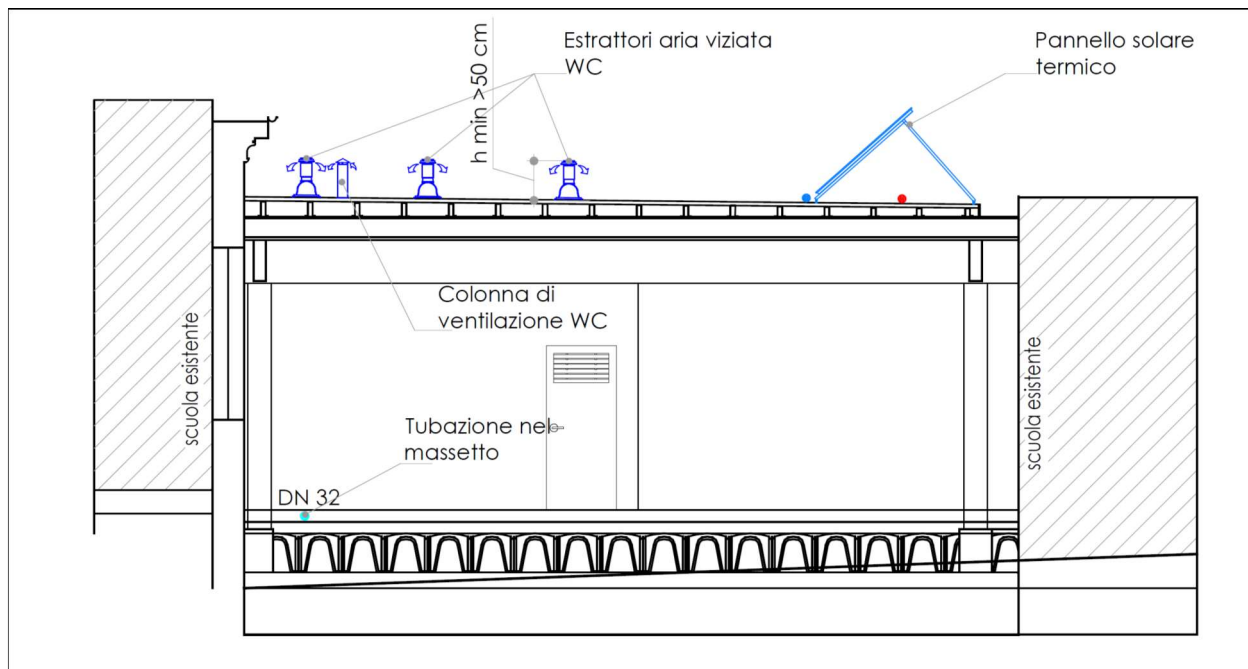 Estrattori aria viziata
WC
h min >50 cm
Pannello solare
termico
Colonna di
ventilazione WC
scuola esistente
scuola esistente
Tubazione nel
massetto
DN 32